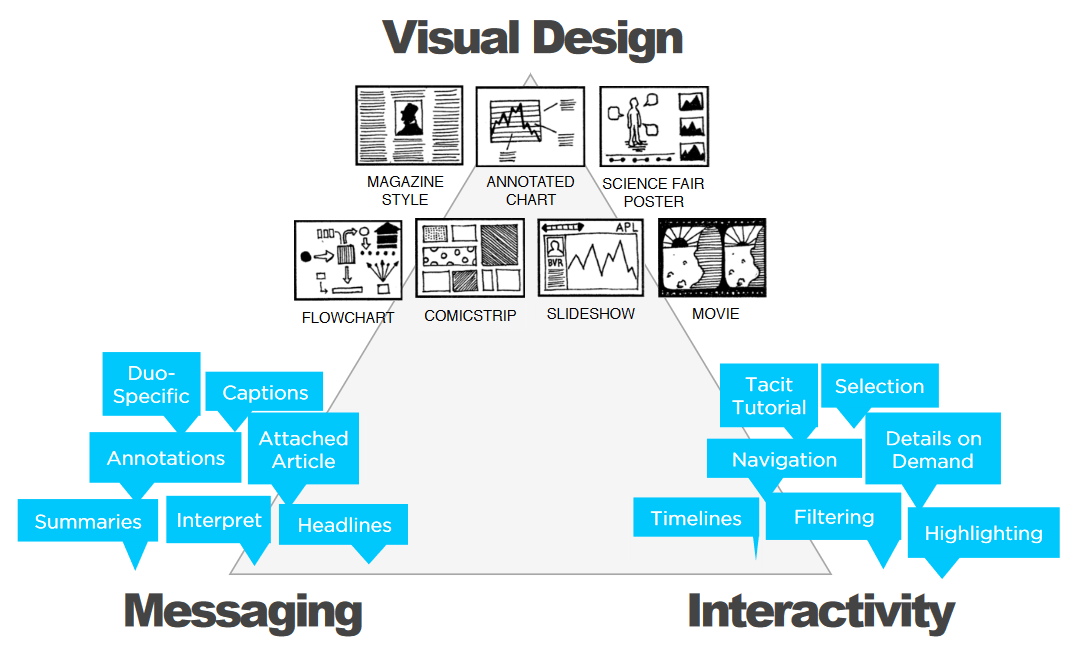 Visual Design
MAGAZINE
STYLE
ANNOTATED
CHART
SCIENCE FAIR
POSTER
APL
BVR
FLOWCHART
COMICSTRIP
SLIDESHOW
MOVIE
Duo-
Specific
Captions
Annotations
Attached
Article
Summaries
Interpret
Headlines
Tacit
Tutorial
Selection
Navigation
Details on
Demand
Timelines
Filtering
Highlighting
Messaging
Interactivity